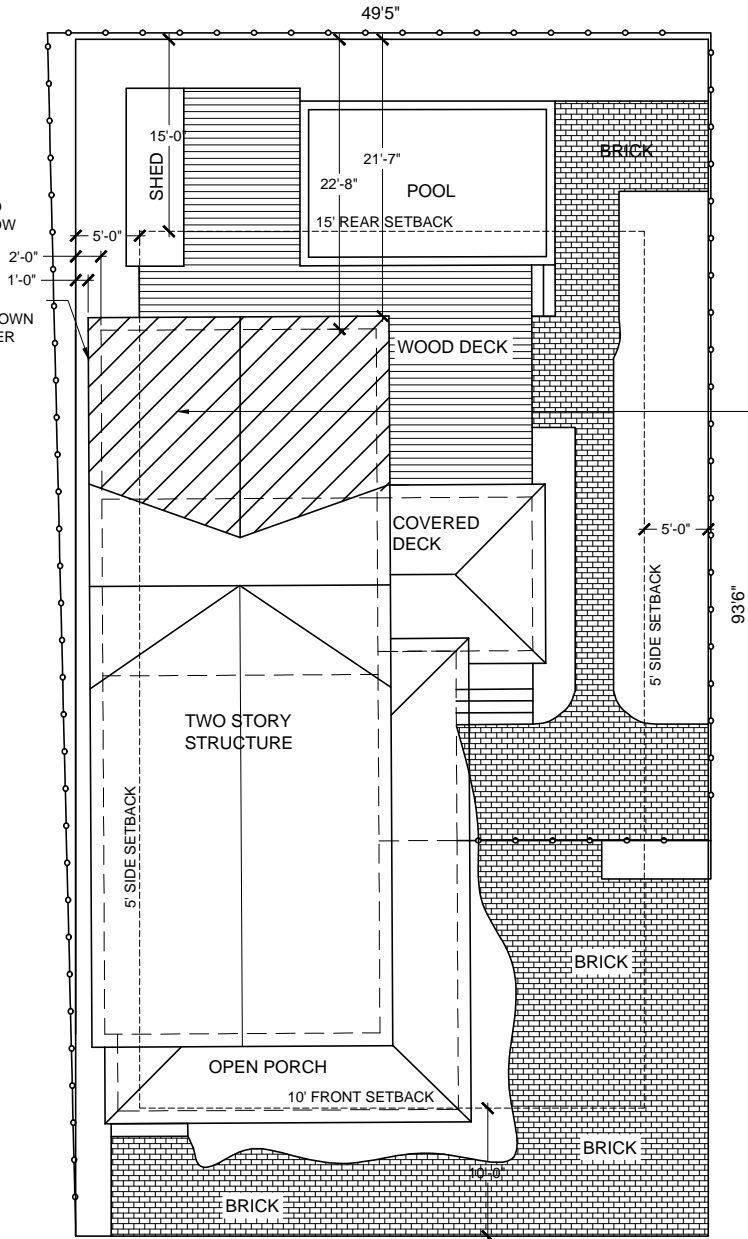 49'5"
15'-0"
SHED
21'-7"
22'-8"
POOL
BRICK
15' REAR SETBACK
OW
5'-0"
2'-0"
1'-0"
OWN
ER
WOOD DECK
COVERED
DECK
5'-0"
93'6"
5' SIDE SETBACK
TWO STORY
STRUCTURE
5' SIDE SETBACK
BRICK
OPEN PORCH
10' FRONT SETBACK
BRICK
10'-0"
BRICK